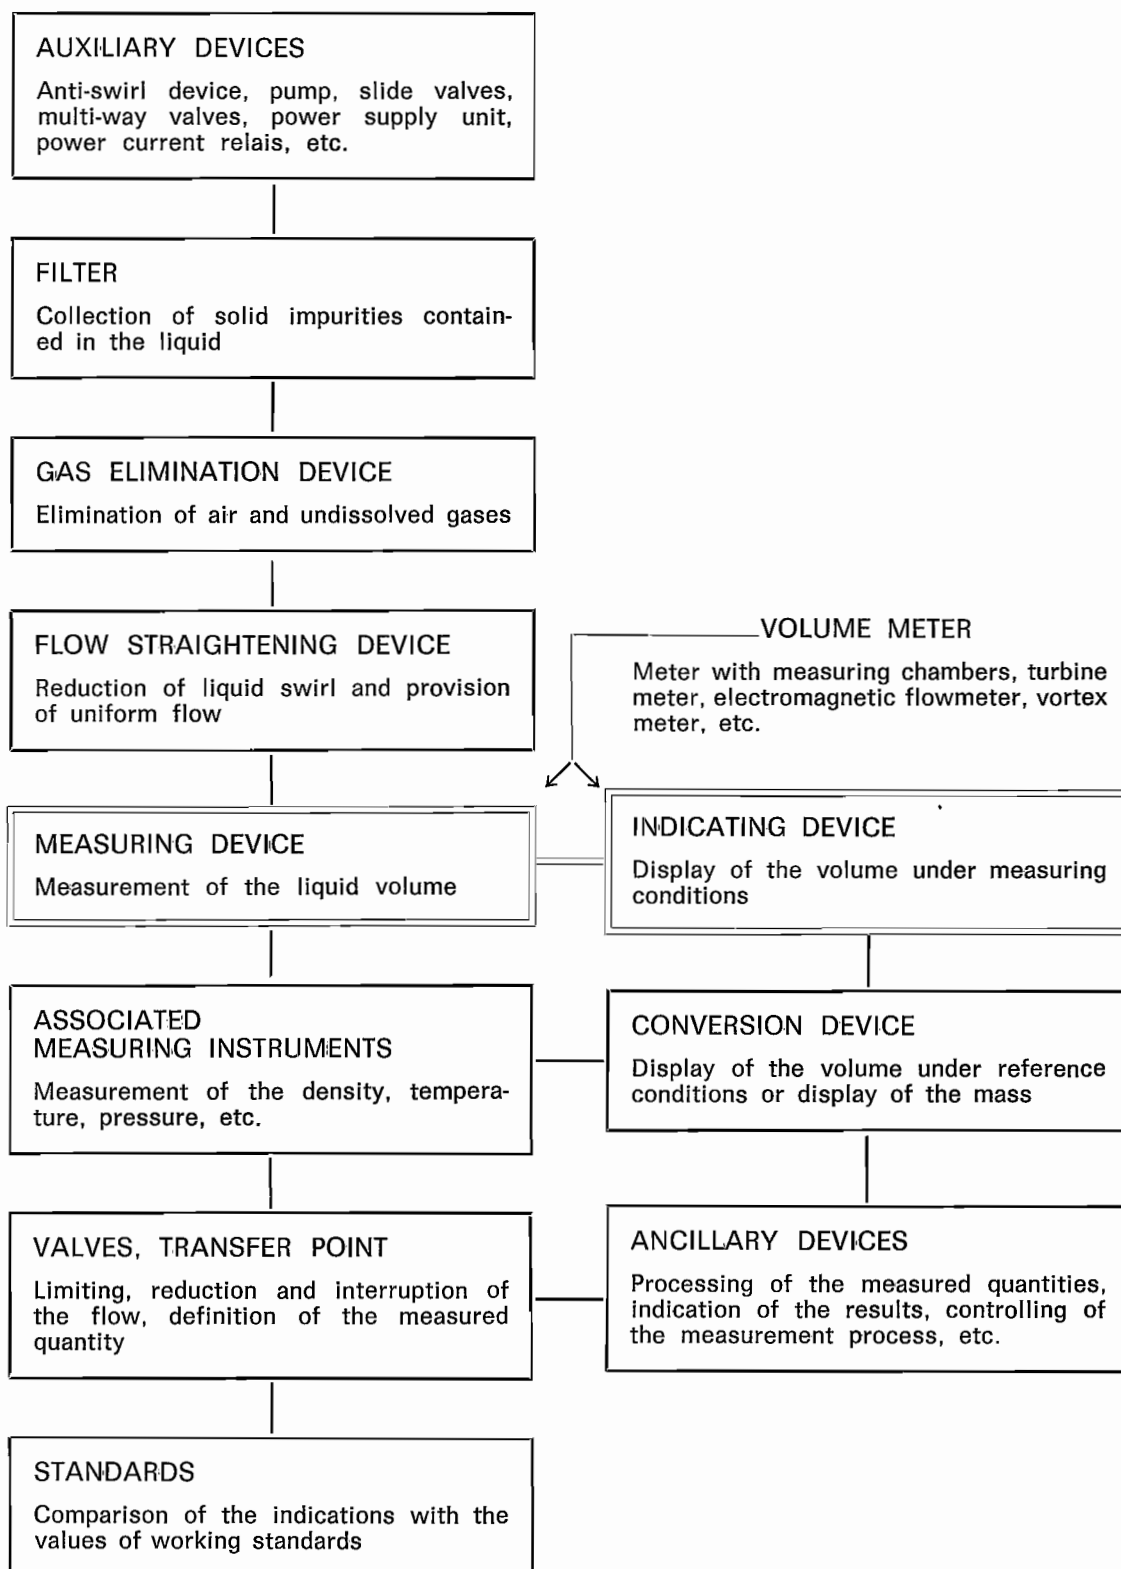 AUXILIARY DEVICES
Anti-swirl device, pump, slide valves,
multi-way valves, power supply unit,
power current relais, etc.
FILTER
Collection of solid impurities contain-
ed in the liquid
GAS ELIMINATION DEVICE
Elimination of air and undissolved gases
FLOW STRAIGHTENING DEVICE
Reduction of liquid swirl and provision
of uniform flow
VOLUME METER
Meter with measuring chambers, turbine
meter, electromagnetic flowmeter, vortex
meter, etc.
MEASURING DEVICE
Measurement of the liquid volume
INDICATING DEVICE
Display of the volume under measuring
conditions
ASSOCIATED
MEASURING INSTRUMENTS
Measurement of the density, tempera-
ture, pressure, etc.
CONVERSION DEVICE
Display of the volume under reference
conditions or display of the mass
VALVES, TRANSFER POINT
Limiting, reduction and interruption of
the flow, definition of the measured
quantity
ANCILLARY DEVICES
Processing of the measured quantities,
indication of the results, controlling of
the measurement process, etc.
STANDARDS
Comparison of the indications with the
values of working standards